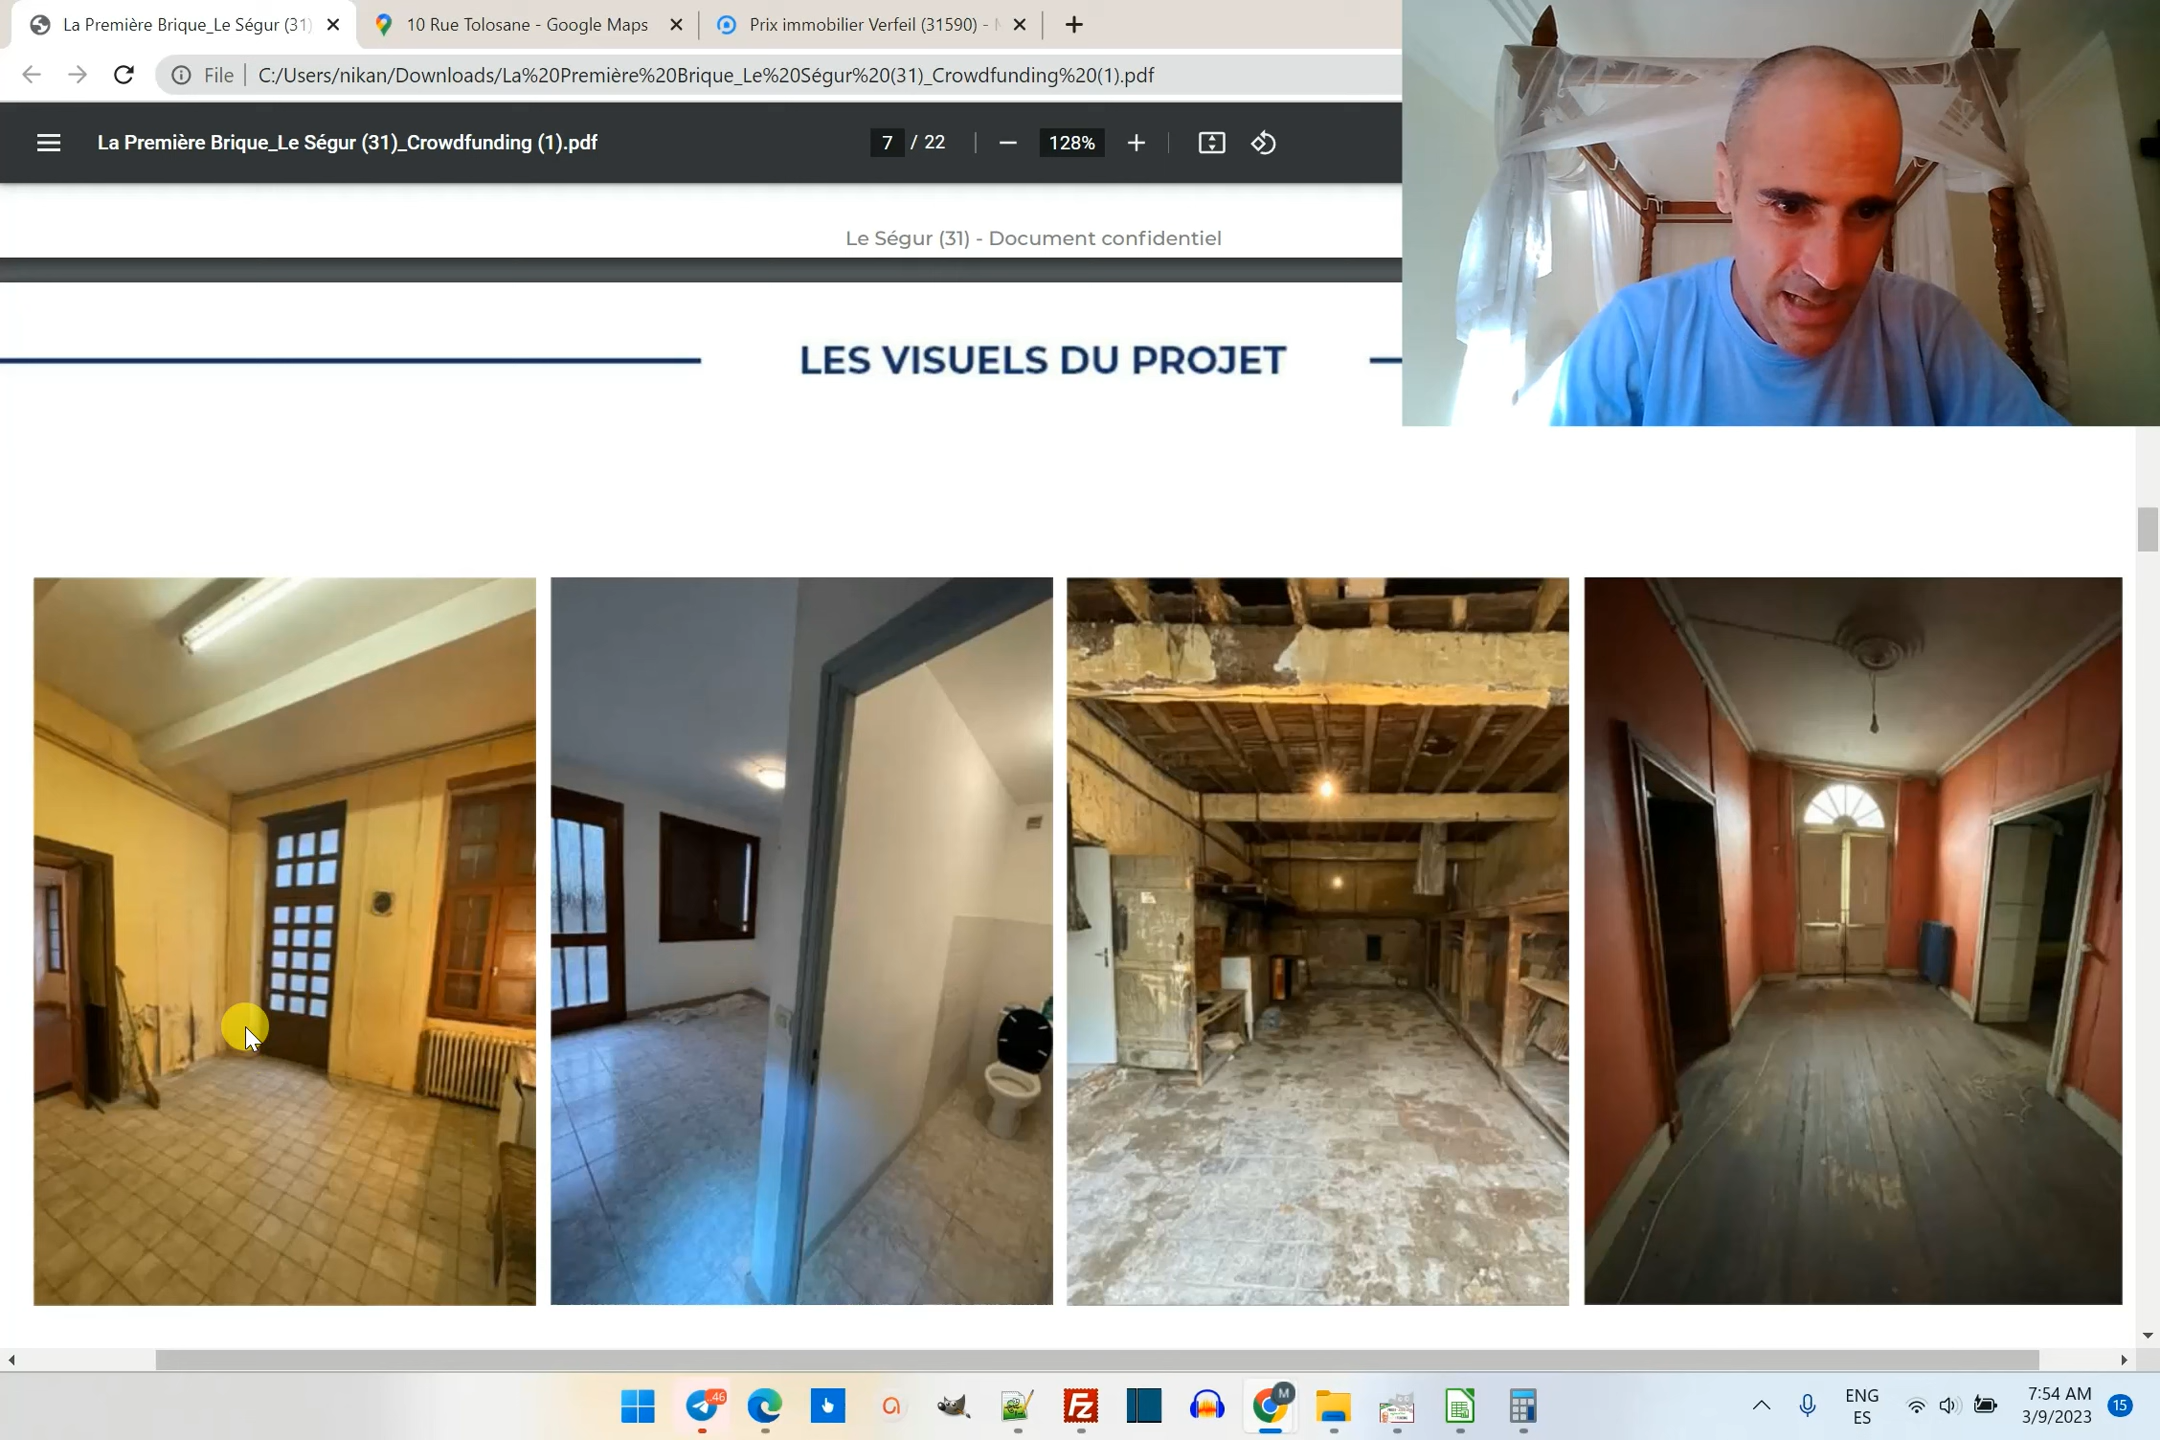 La Première Brique_Le Ségur (31)
10 Rue Tolosane - Google Maps
Prix immobilier Verfeil (31590) -
File
C:/Users/nikan/Downloads/La%20Première%20Brique_Le%20Ségur%20(31)_Crowdfunding%20(1).pdf
La Première Brique_Le Ségur (31)_Crowdfunding (1).pdf
7 / 22
128%
Le Ségur (31) - Document confidentiel
LES VISUELS DU PROJET
46
Fz
M
ENG
ES
7:54 AM
3/9/2023
15